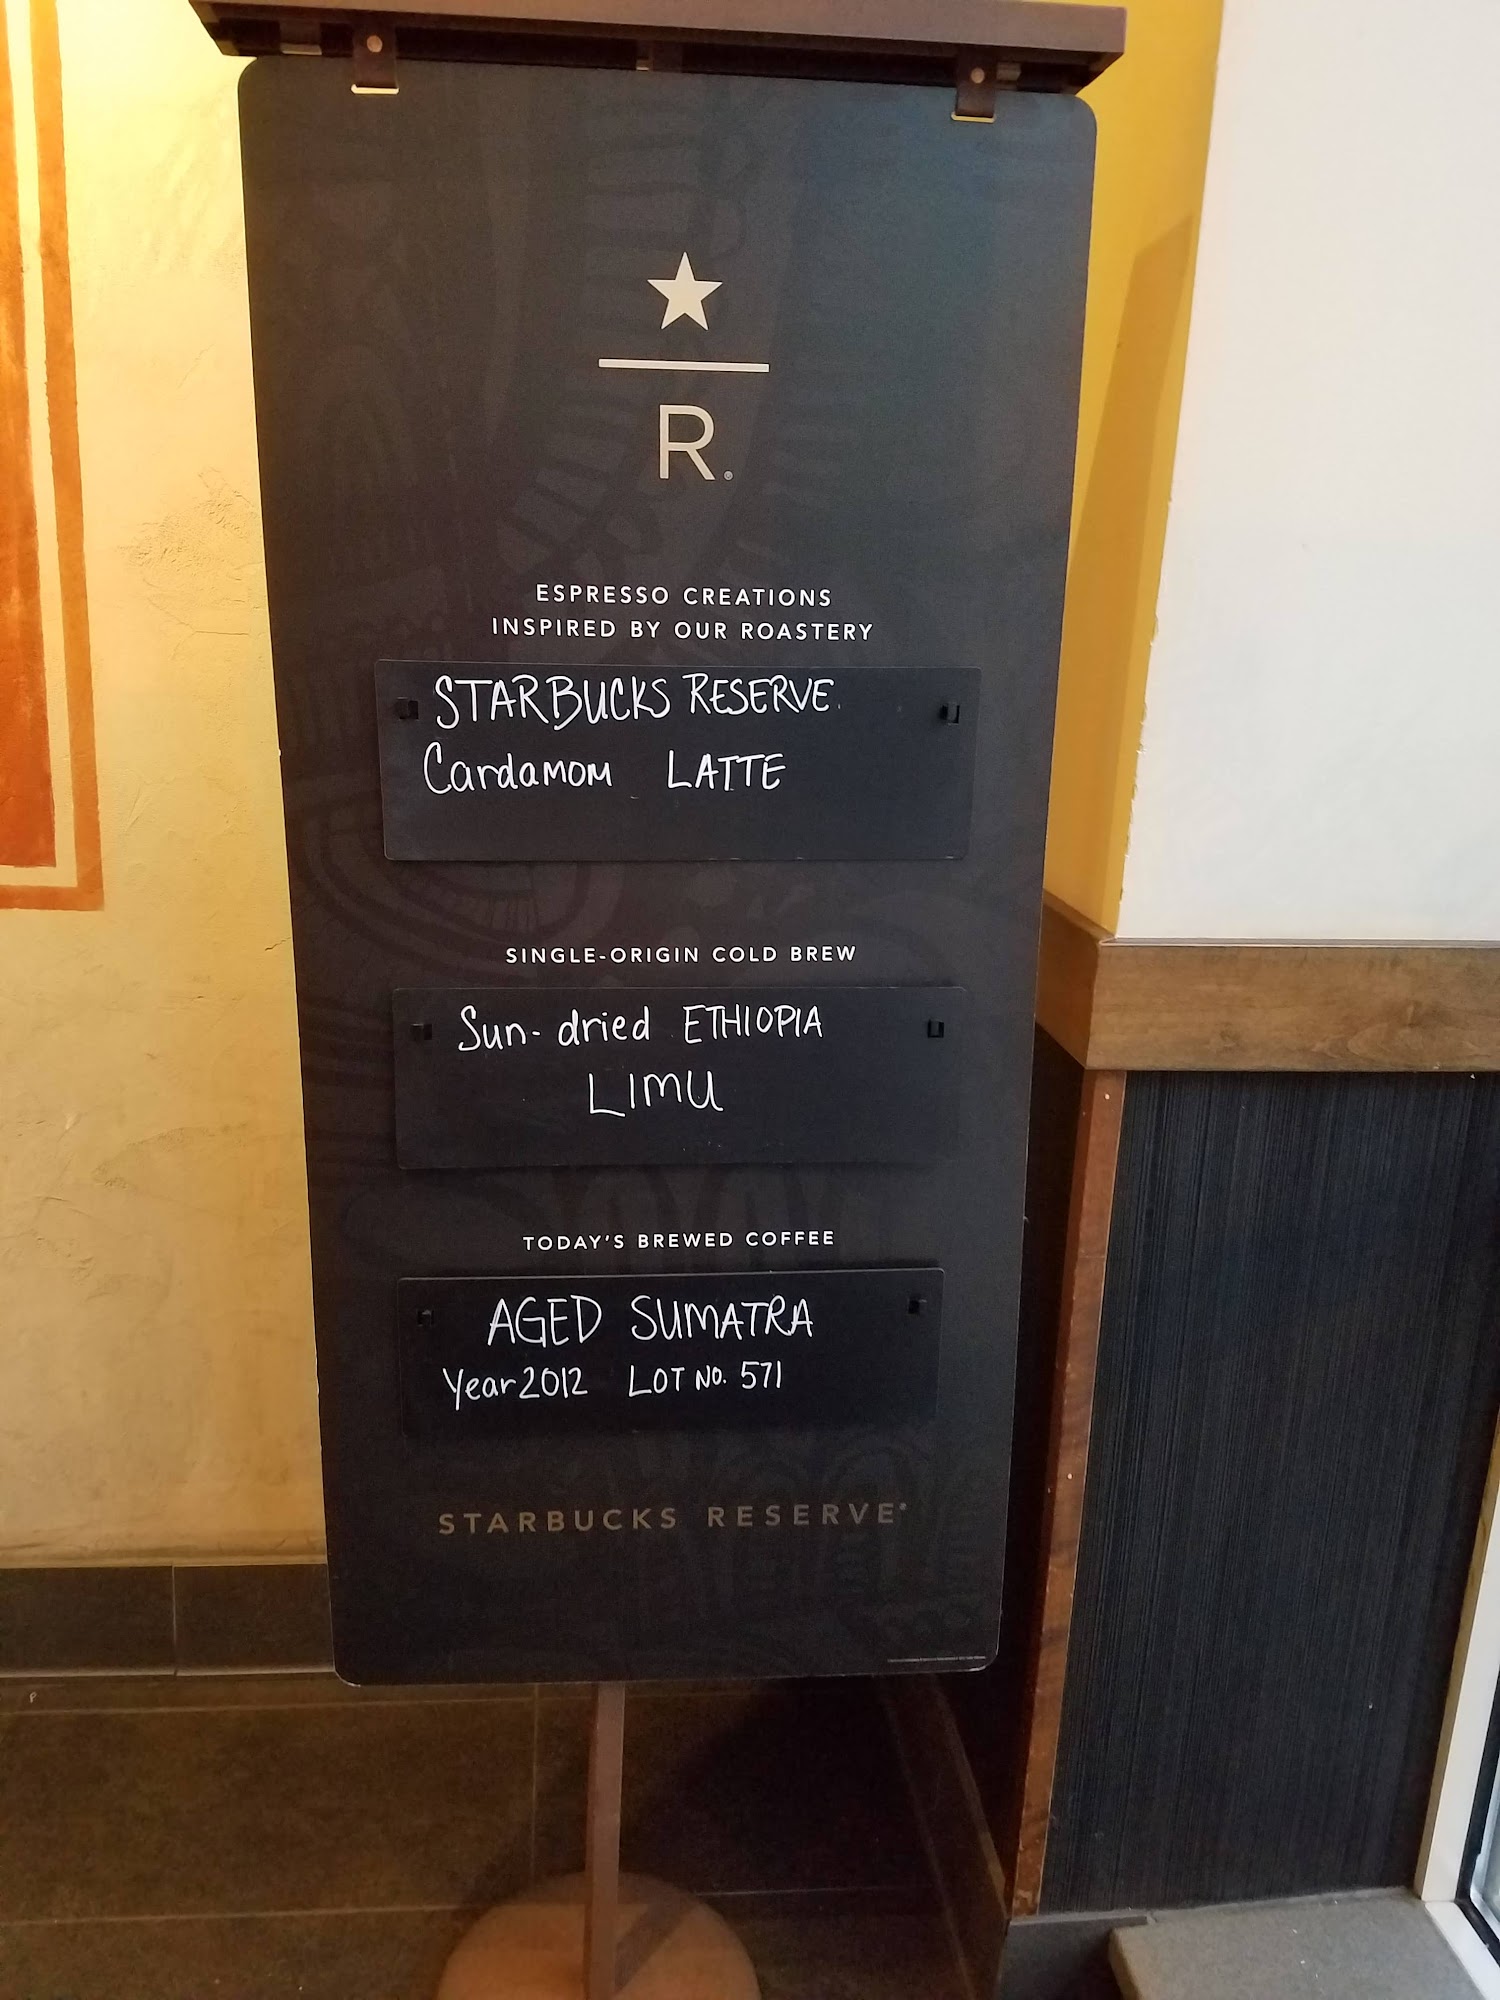 R.®
ESPRESSO CREATIONS
INSPIRED BY OUR ROASTERY
STARBUCKS RESERVE
Cardamom LATTE
SINGLE-ORIGIN COLD BREW
Sun-dried ETHIOPIA
LIMU
TODAY'S BREWED COFFEE
AGED SUMATRA
Year 2012 LOT NO. 571
STARBUCKS RESERVE®